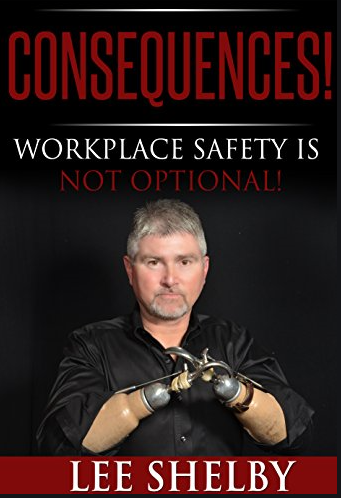 CONSEQUENCES!
WORKPLACE SAFETY IS
NOT OPTIONAL!
LEE SHELBY